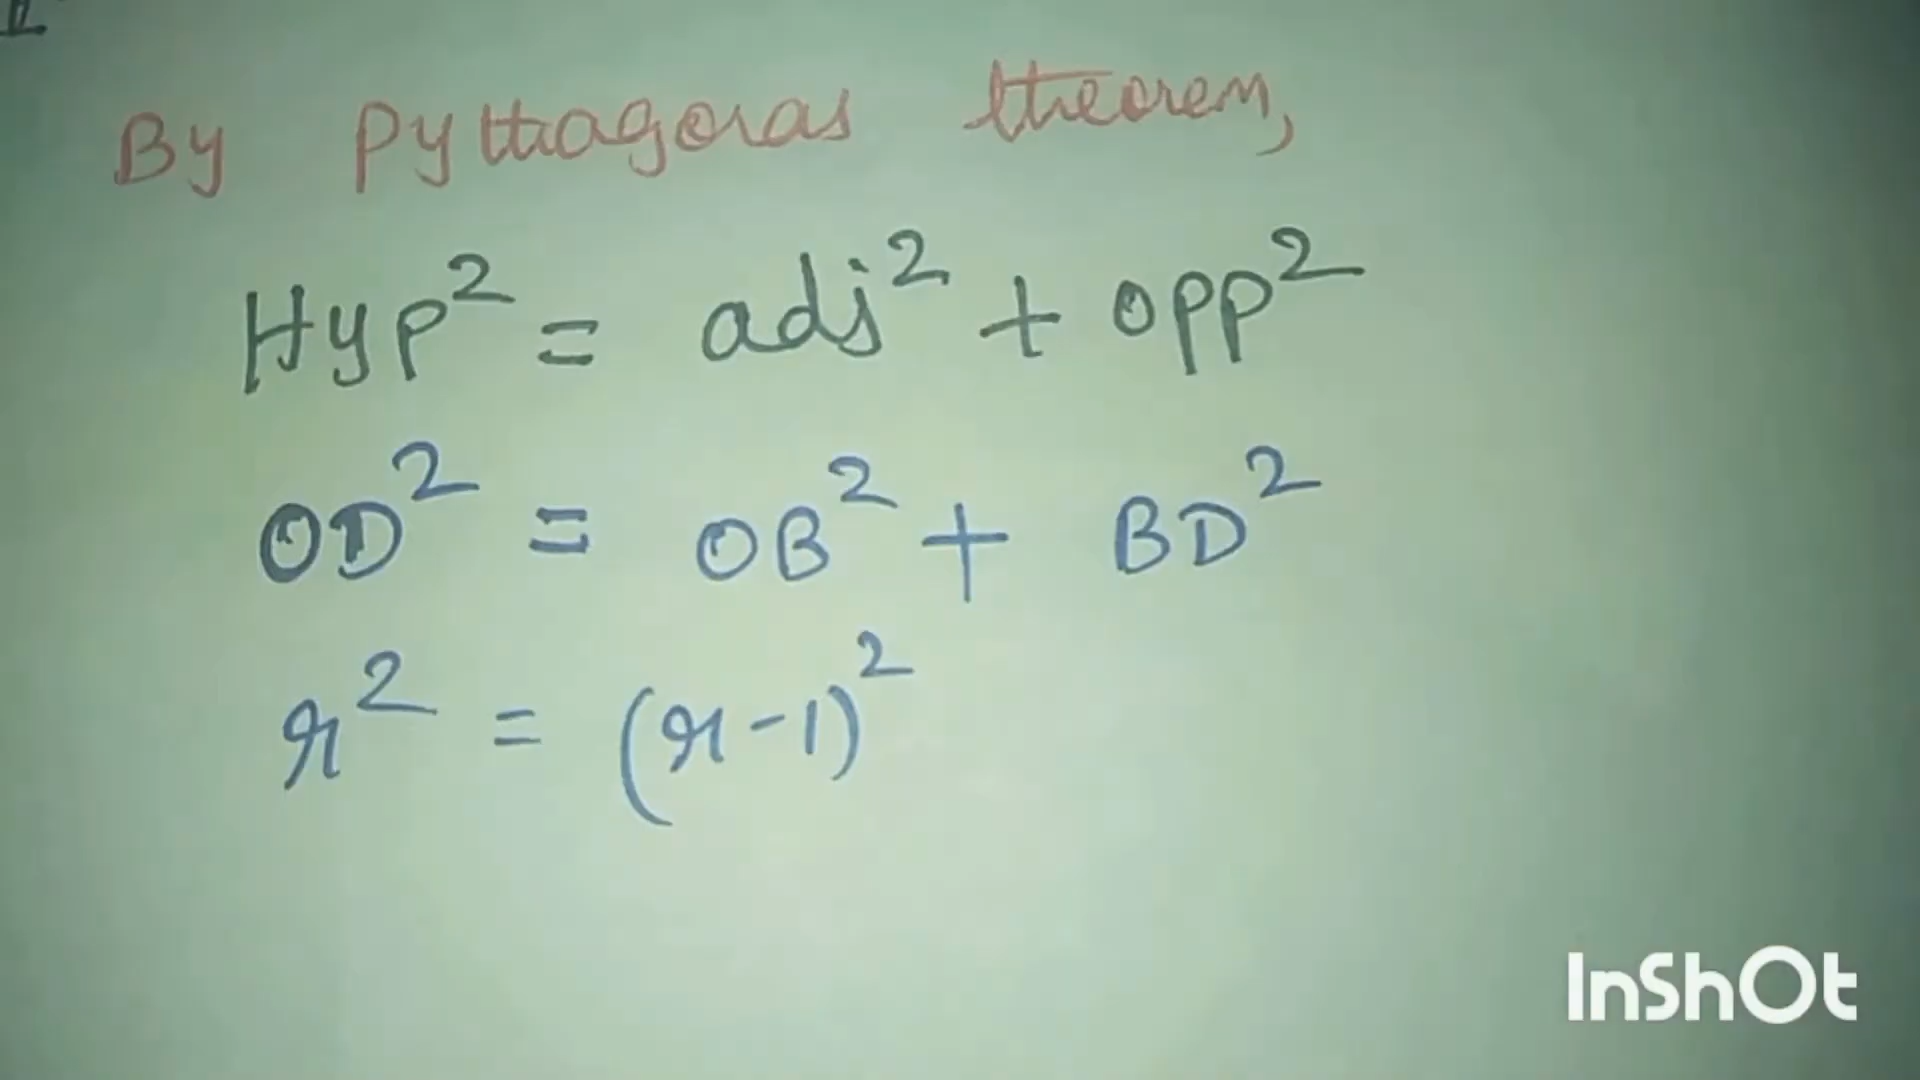 By Pythagoras theorem,
Hyp² = adj² + opp²
OD² = OB² + BD²
r² = (r-1)²
InShOt